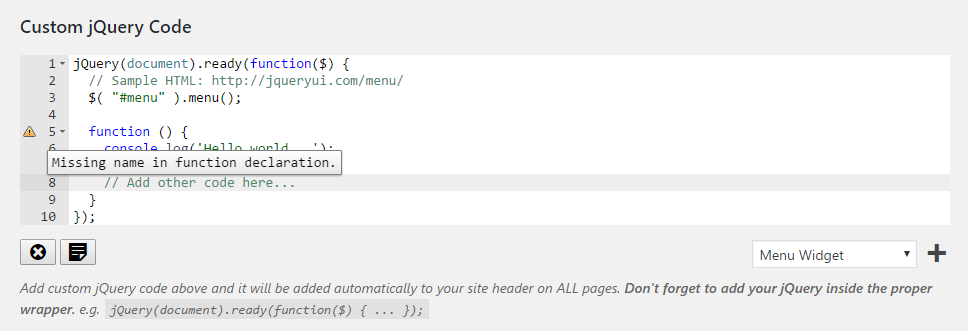 Custom jQuery Code
1 jQuery(document).ready(function($) {
2 // Sample HTML: http://jqueryui.com/menu/
3 $( "#menu" ).menu();
4
5 function () {
6 console.log('Hello world...');
Missing name in function declaration.
8 // Add other code here...
9 }
10 });
Menu Widget
Add custom jQuery code above and it will be added automatically to your site header on ALL pages. Don't forget to add your jQuery inside the proper
wrapper. e.g. jQuery(document).ready(function($) { ... });